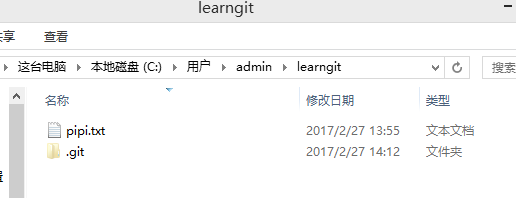 learngit
共享 查看
这台电脑 本地磁盘 (C:) 用户 admin learngit 搜索
名称 修改日期 类型
pipi.txt 2017/2/27 13:55 文本文档
.git 2017/2/27 14:12 文件夹